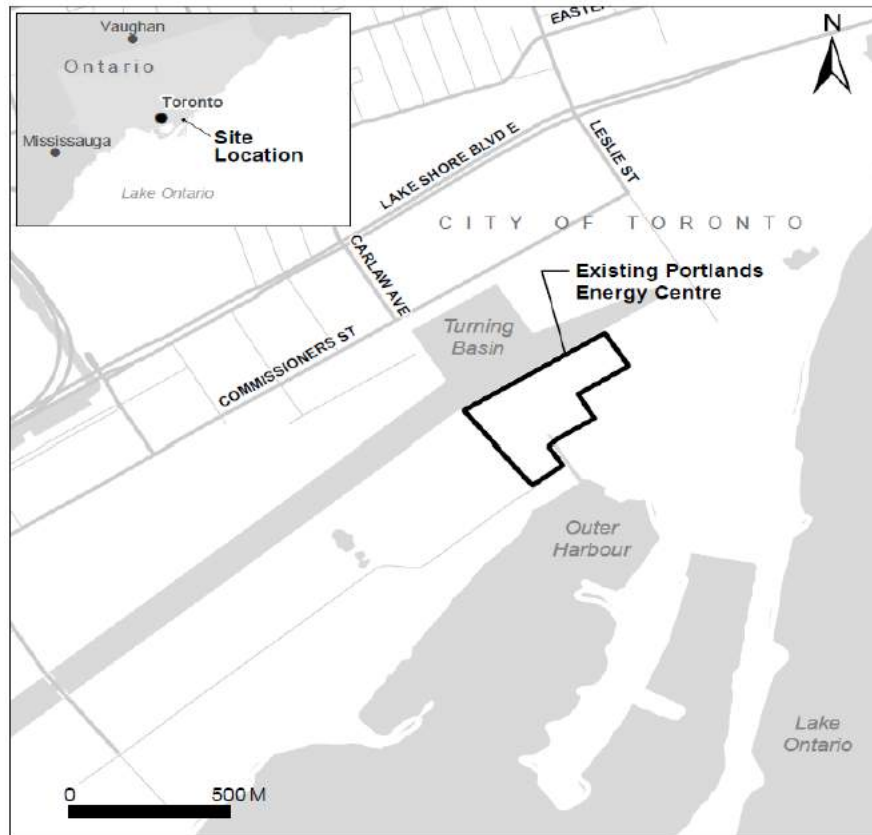 Vaughan
Ontario
Toronto
Mississauga
Site
Location
Lake Ontario
N
LAKE SHORE BLVD E
LESLIE ST
CITY OF TORONTO
CARLAW AVE
Existing Portlands
Energy Centre
Turning
Basin
COMMISSIONERS ST
Outer
Harbour
Lake
Ontario
0 500 M